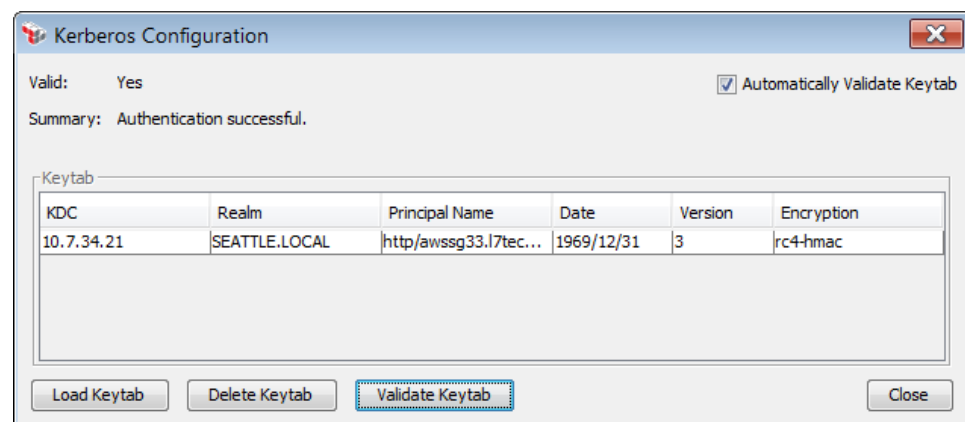 Kerberos Configuration
Valid: Yes
Automatically Validate Keytab
Summary: Authentication successful.
Keytab
KDC Realm Principal Name Date Version Encryption
10.7.34.21 SEATTLE.LOCAL http/awssg33.l7tec... 1969/12/31 3 rc4-hmac
Load Keytab Delete Keytab Validate Keytab Close